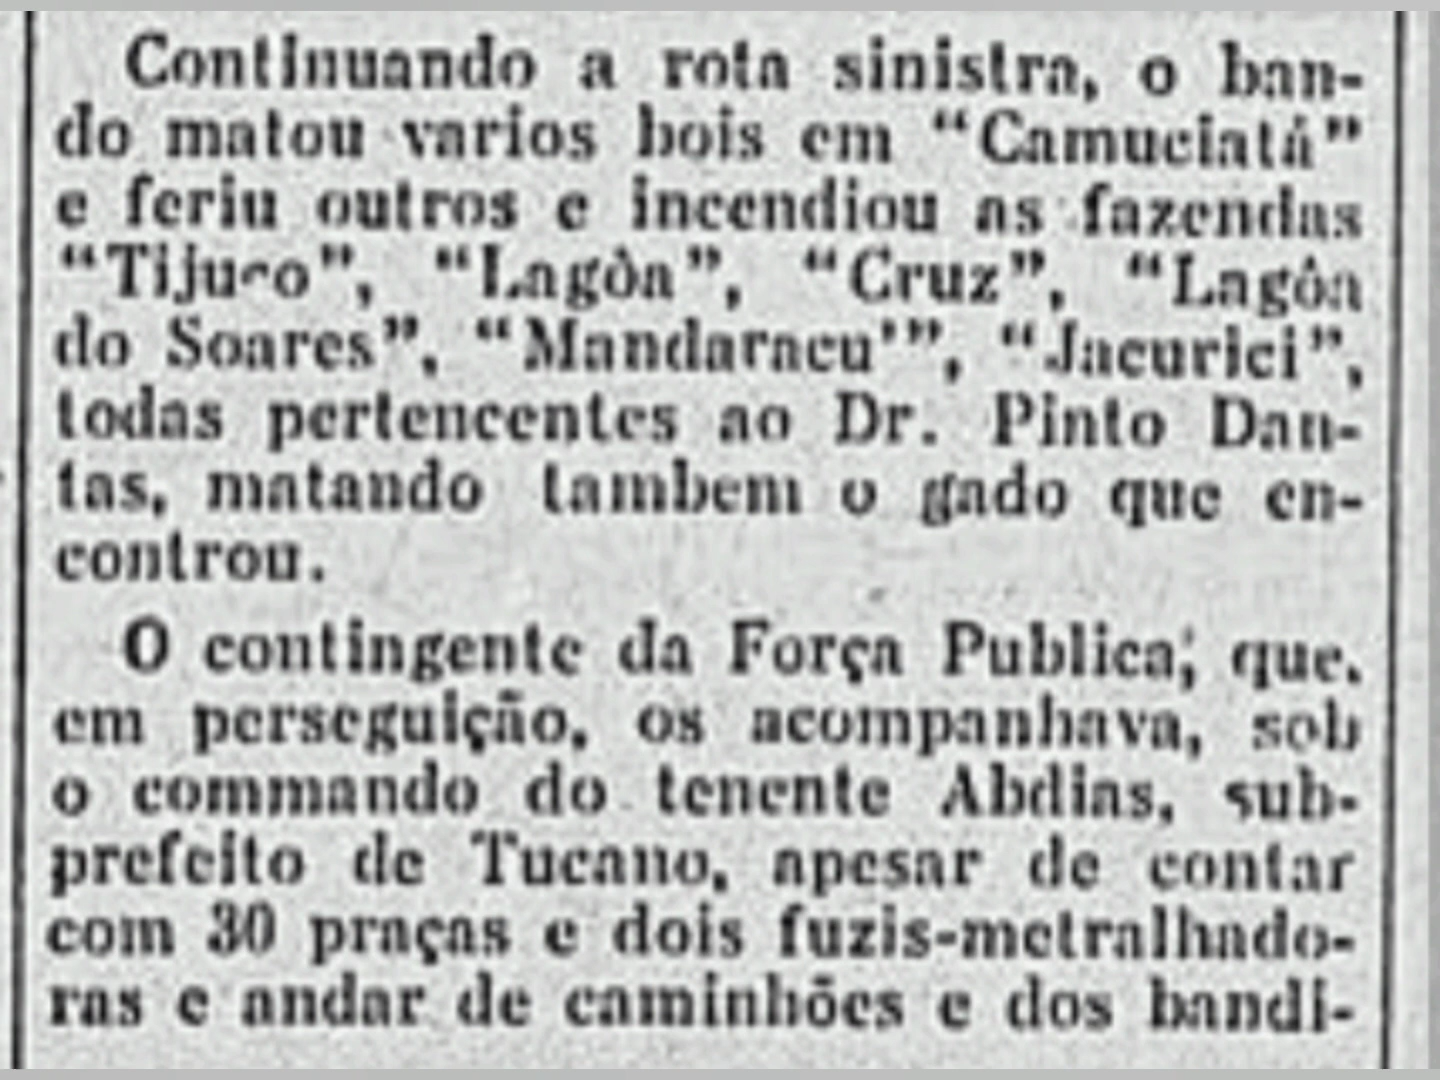 Continuando a rota sinistra, o ban-
do matou varios bois em "Camuciatá"
e feriu outros e incendiou as fazendas
"Tijuco", "Lagôa", "Cruz", "Lagôa
do Soares", "Mandaracu'", "Jacurici",
todas pertencentes ao Dr. Pinto Dan-
tas, matando tambem o gado que en-
controu.
O contingente da Força Publica, que,
em perseguição, os acompanhava, sob
o commando do tenente Abdias, sub-
prefeito de Tucano, apesar de contar
com 30 praças e dois fuzis-metralhado-
ras e andar de caminhões e dos bandi-